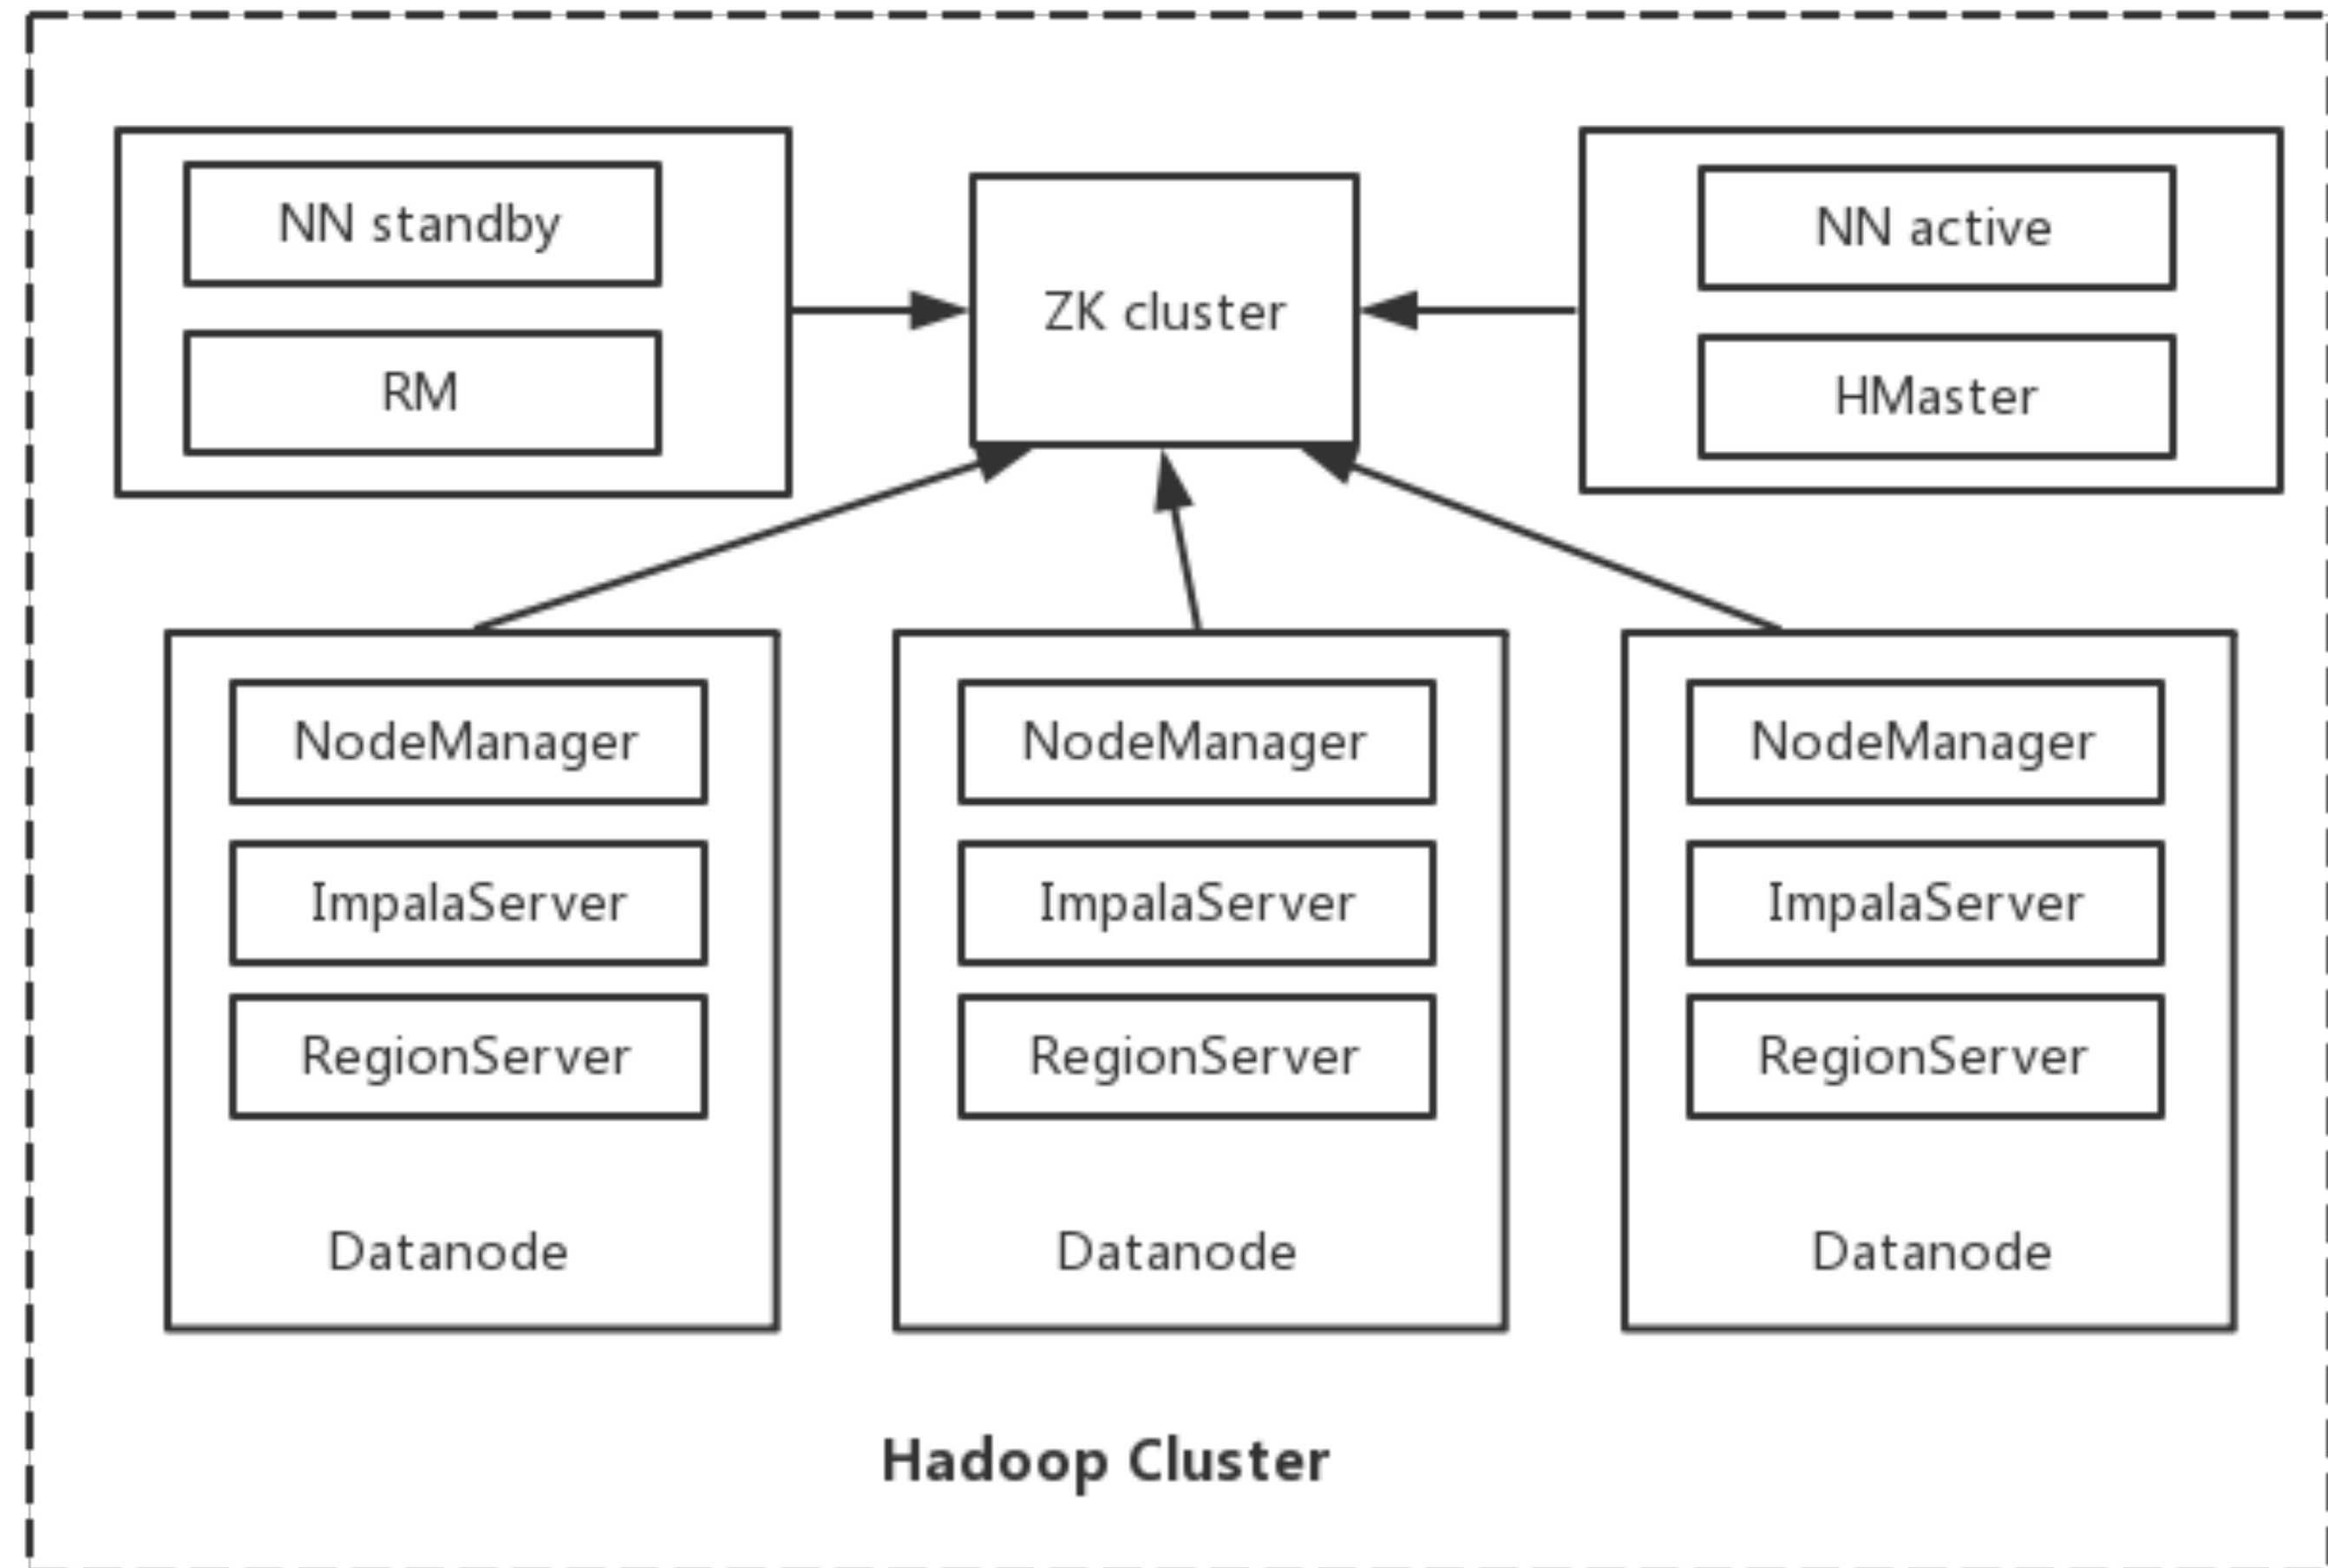 NN standby
RM
ZK cluster
NN active
HMaster
NodeManager
ImpalaServer
RegionServer
Datanode
NodeManager
ImpalaServer
RegionServer
Datanode
NodeManager
ImpalaServer
RegionServer
Datanode
Hadoop Cluster